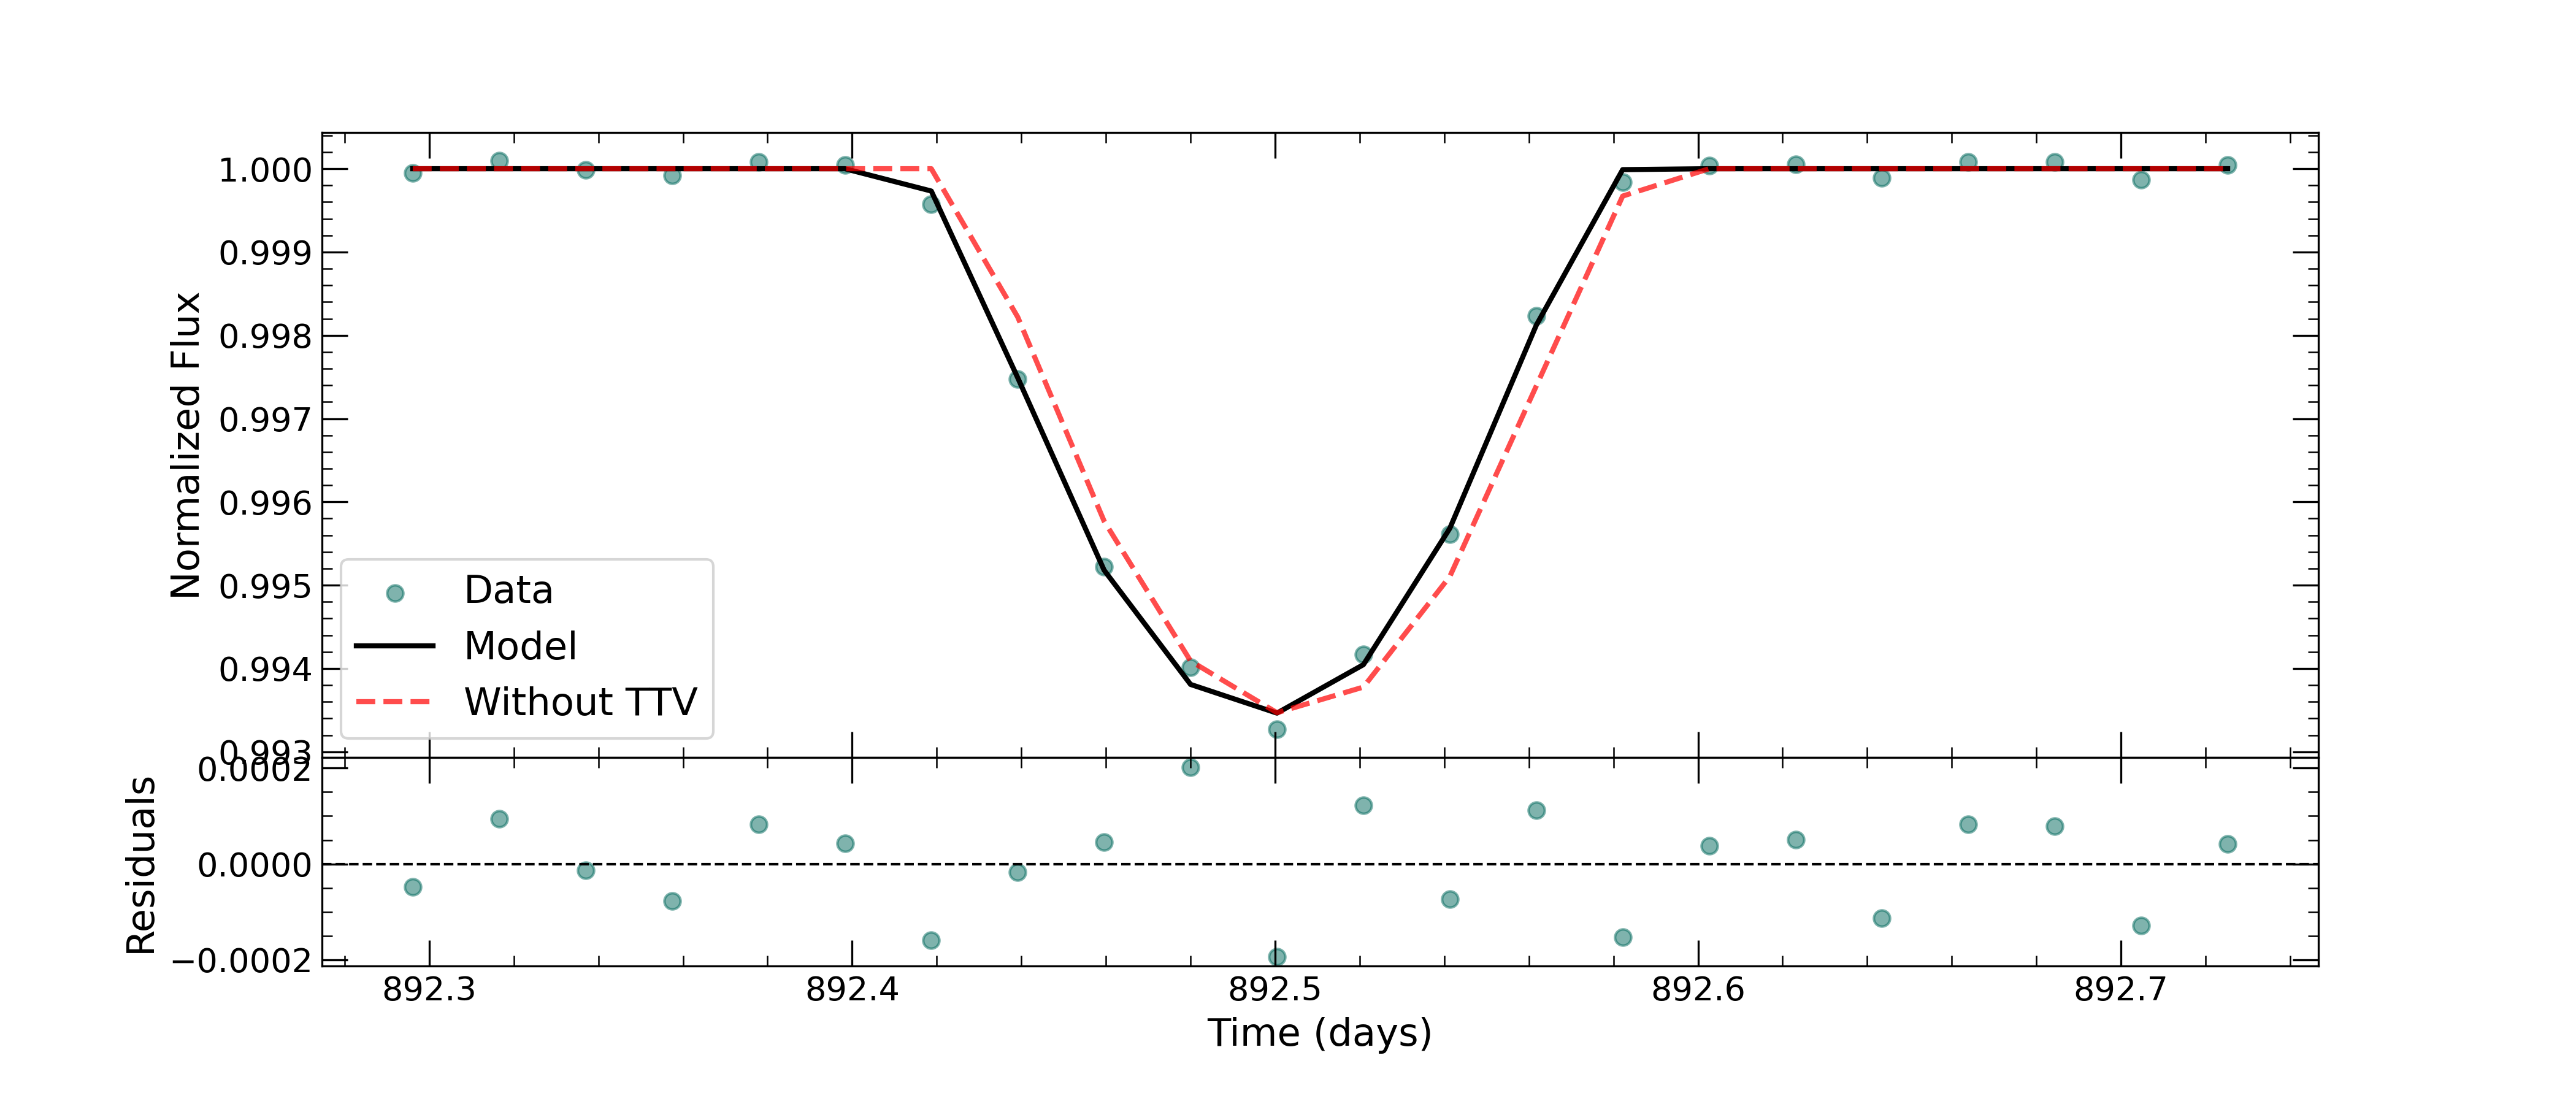 Normalized Flux
1.000
0.999
0.998
0.997
0.996
0.995
0.994
0.993
Data
Model
Without TTV
Residuals
0.0002
0.0000
−0.0002
892.3 892.4 892.5 892.6 892.7
Time (days)